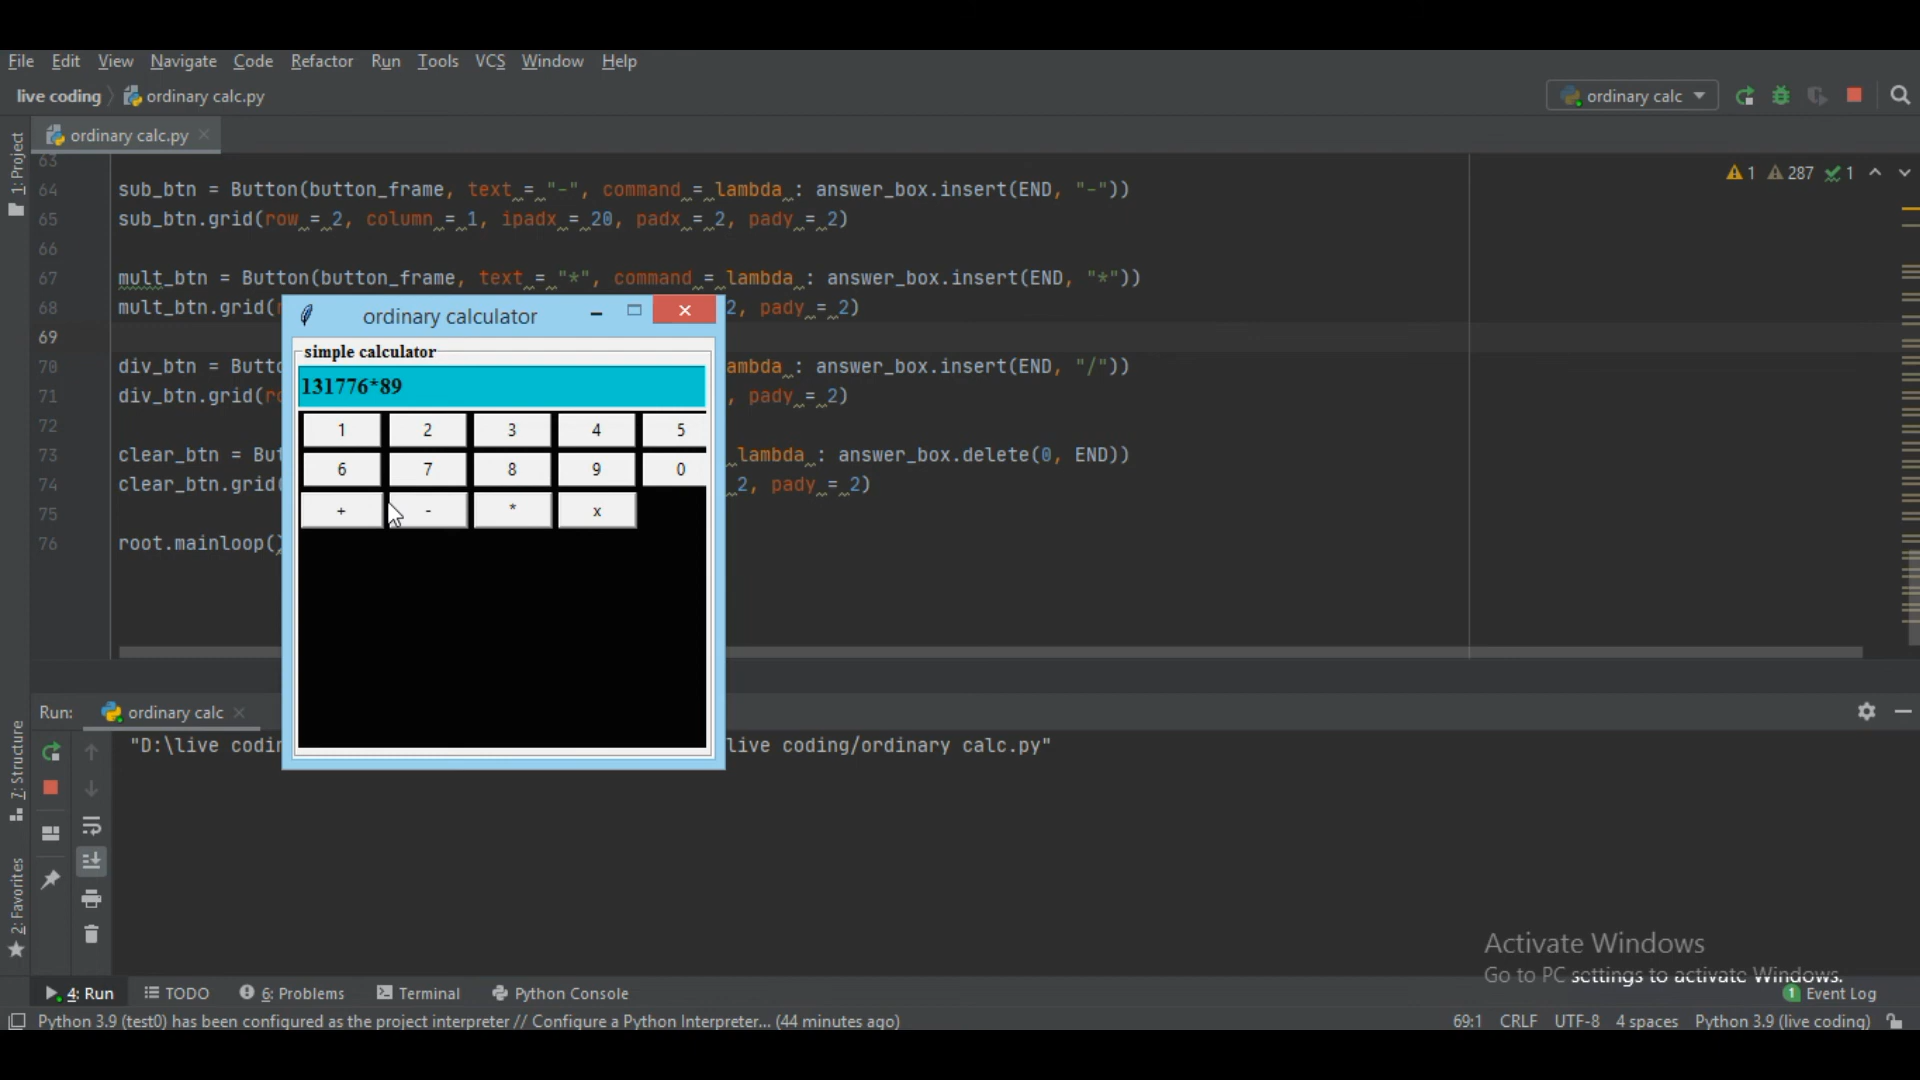 File Edit View Navigate Code Refactor Run Tools VCS Window Help
live coding ordinary calc.py
ordinary calc
ordinary calc.py
1: Project
63
1 287 1
64 sub_btn = Button(button_frame, text = "-", command = lambda : answer_box.insert(END, "-"))
65 sub_btn.grid(row = 2, column = 1, ipadx = 20, padx = 2, pady = 2)
66
67 mult_btn = Button(button_frame, text = "*", command = lambda : answer_box.insert(END, "*"))
68 mult_btn.grid( 2, pady = 2)
69
70 div_btn = Butt ambda : answer_box.insert(END, "/"))
71 div_btn.grid(ro , pady = 2)
72
73 clear_btn = Bu lambda : answer_box.delete(0, END))
74 clear_btn.grid( 2, pady = 2)
75
76 root.mainloop()
ordinary calculator
simple calculator
131776*89
1 2 3 4 5
6 7 8 9 0
+ - * x
Run: ordinary calc
"D:\live codin live coding/ordinary calc.py"
7: Structure
2: Favorites
Activate Windows
Go to PC settings to activate Windows.
4: Run TODO 6: Problems Terminal Python Console 1 Event Log
Python 3.9 (test0) has been configured as the project interpreter // Configure a Python Interpreter... (44 minutes ago) 69:1 CRLF UTF-8 4 spaces Python 3.9 (live coding)